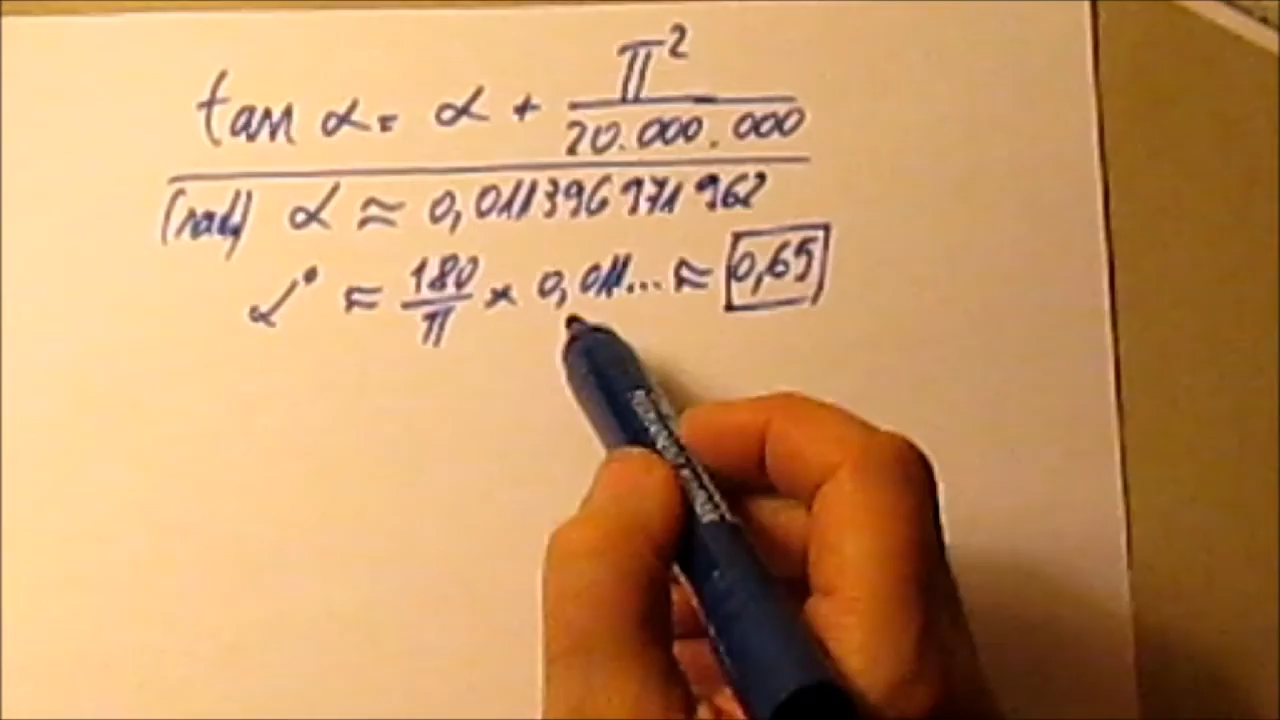 tan α = α + π² / 20.000.000
(rad) α ≈ 0,011396971962
α° ≈ 180/π × 0,011... ≈ 0,65